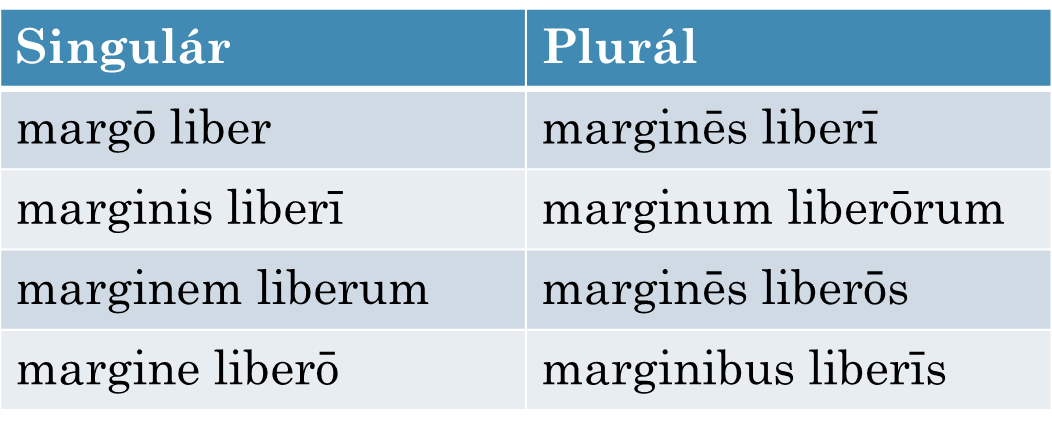 Singulár Plurál
margō liber marginēs liberī
marginis liberī marginum liberōrum
marginem liberum marginēs liberōs
margine liberō marginibus liberīs